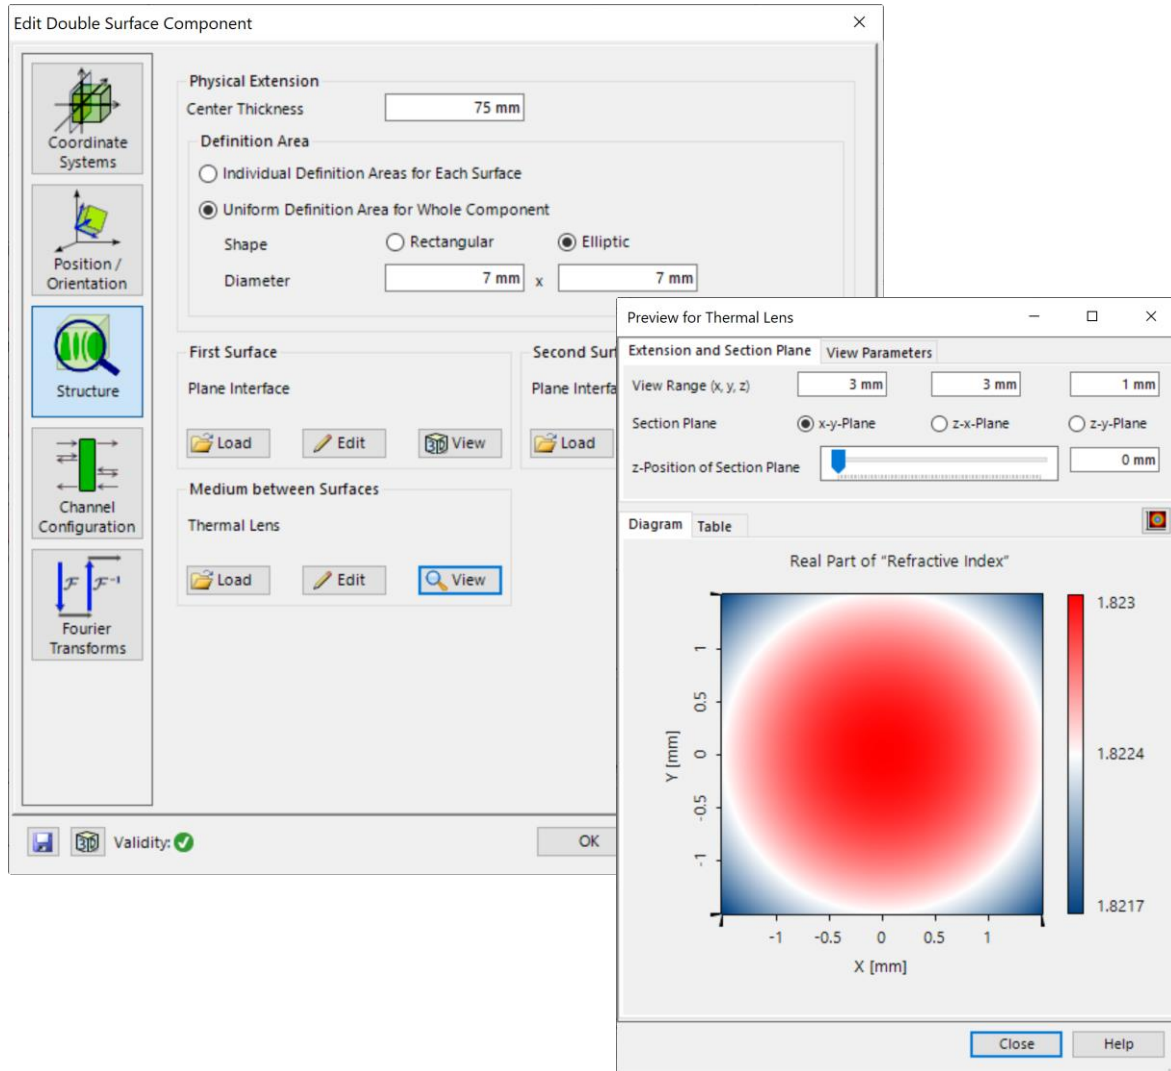 Edit Double Surface Component
Coordinate
Systems
Position /
Orientation
Structure
Channel
Configuration
F F⁻¹
Fourier
Transforms
Physical Extension
Center Thickness 75 mm
Definition Area
Individual Definition Areas for Each Surface
Uniform Definition Area for Whole Component
Shape Rectangular Elliptic
Diameter 7 mm x 7 mm
First Surface
Plane Interface
Load Edit 3D View
Second Surf
Plane Interfa
Load
Medium between Surfaces
Thermal Lens
Load Edit View
3D Validity:
OK
Preview for Thermal Lens
Extension and Section Plane View Parameters
View Range (x, y, z) 3 mm 3 mm 1 mm
Section Plane x-y-Plane z-x-Plane z-y-Plane
z-Position of Section Plane 0 mm
Diagram Table
Real Part of "Refractive Index"
1.823
1.8224
1.8217
Y [mm]
1
0.5
0
-0.5
-1
-1 -0.5 0 0.5 1
X [mm]
Close Help